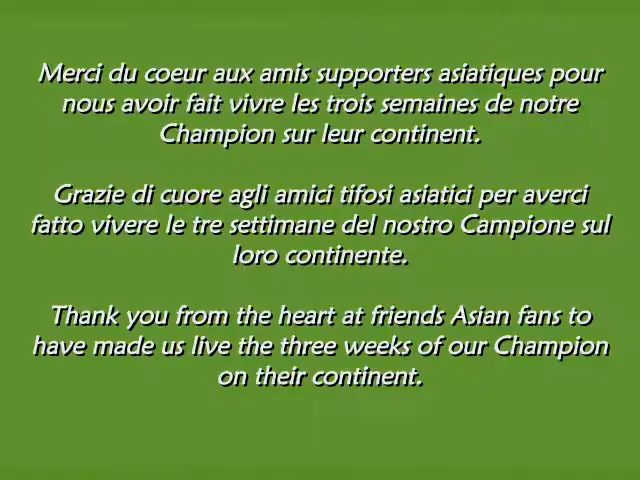 Merci du coeur aux amis supporters asiatiques pour
nous avoir fait vivre les trois semaines de notre
Champion sur leur continent.
Grazie di cuore agli amici tifosi asiatici per averci
fatto vivere le tre settimane del nostro Campione sul
loro continente.
Thank you from the heart at friends Asian fans to
have made us live the three weeks of our Champion
on their continent.